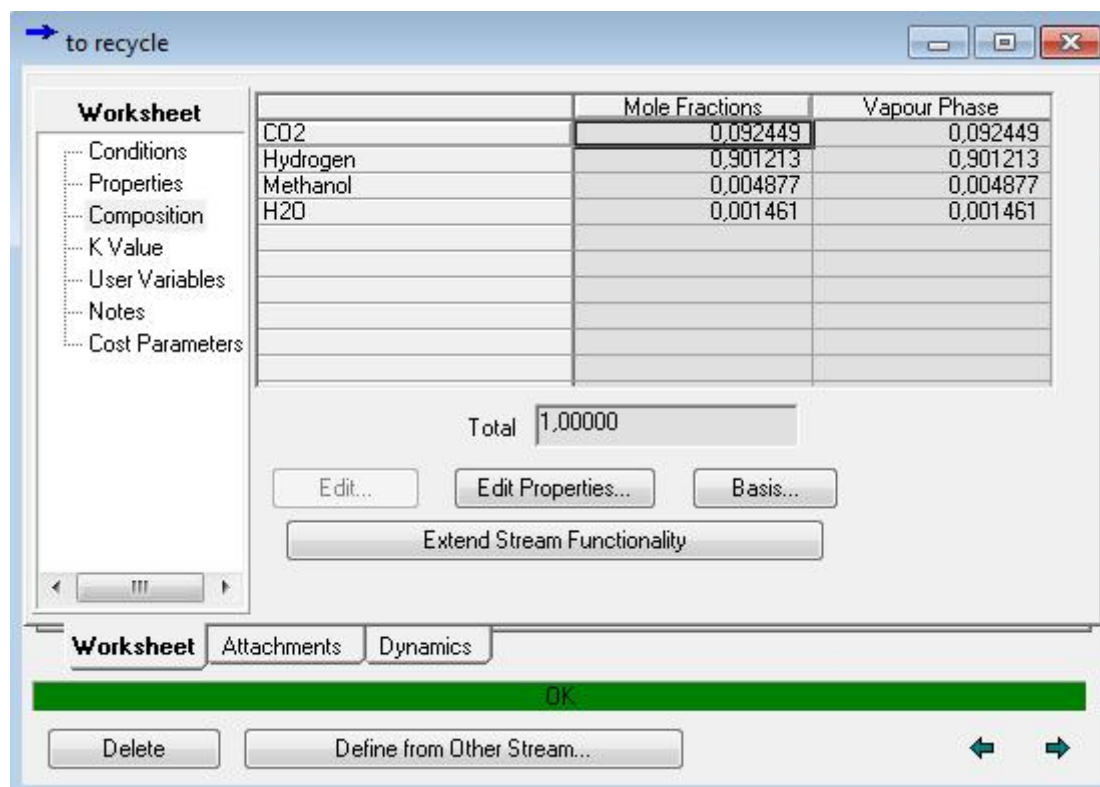 to recycle
Worksheet
Conditions
Properties
Composition
K Value
User Variables
Notes
Cost Parameters
Mole Fractions Vapour Phase
CO2 0,092449 0,092449
Hydrogen 0,901213 0,901213
Methanol 0,004877 0,004877
H2O 0,001461 0,001461
Total 1,00000
Edit... Edit Properties... Basis...
Extend Stream Functionality
Worksheet Attachments Dynamics
OK
Delete Define from Other Stream...